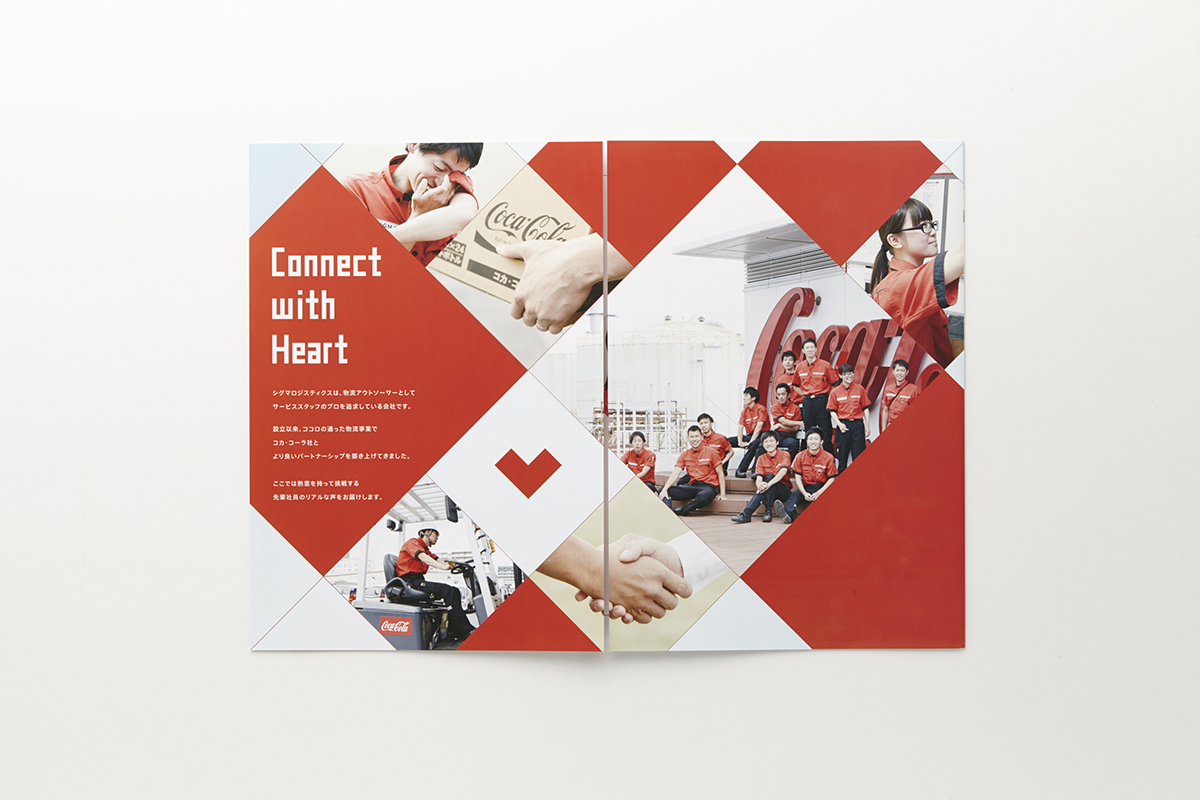 Connect
with
Heart
シグマロジスティクスは、物流アウトソーサーとして
サービススタッフのプロを追求している会社です。
設立以来、ココロの通った物流事業で
コカ・コーラ社と
より良いパートナーシップを築き上げてきました。
ここでは熱意を持って挑戦する
先輩社員のリアルな声をお届けします。
Coca-Cola
コカ・コ
Coca-C
Coca-Cola